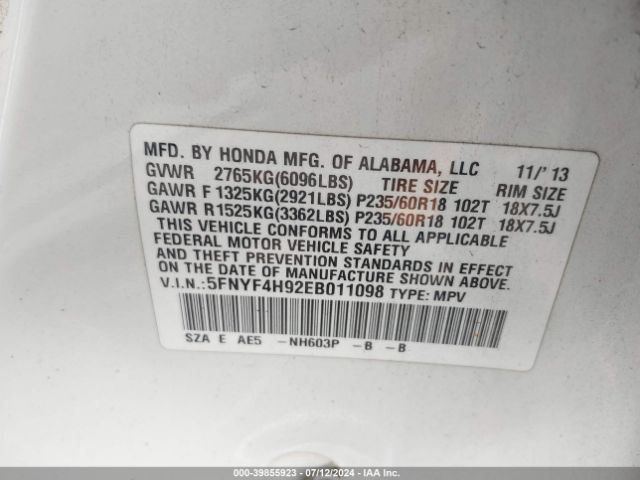 MFD. BY HONDA MFG. OF ALABAMA, LLC 11/'13
GVWR 2765KG(6096LBS) TIRE SIZE RIM SIZE
GAWR F 1325KG(2921LBS) P235/60R18 102T 18X7.5J
GAWR R1525KG(3362LBS) P235/60R18 102T 18X7.5J
THIS VEHICLE CONFORMS TO ALL APPLICABLE
FEDERAL MOTOR VEHICLE SAFETY
AND THEFT PREVENTION STANDARDS IN EFFECT
ON THE DATE OF MANUFACTURE SHOWN ABOVE.
V.I.N.:5FNYF4H92EB011098 TYPE: MPV
SZA E AE5 -NH603P -B -B
000-39855923 / 07/12/2024 / IAAI.COM